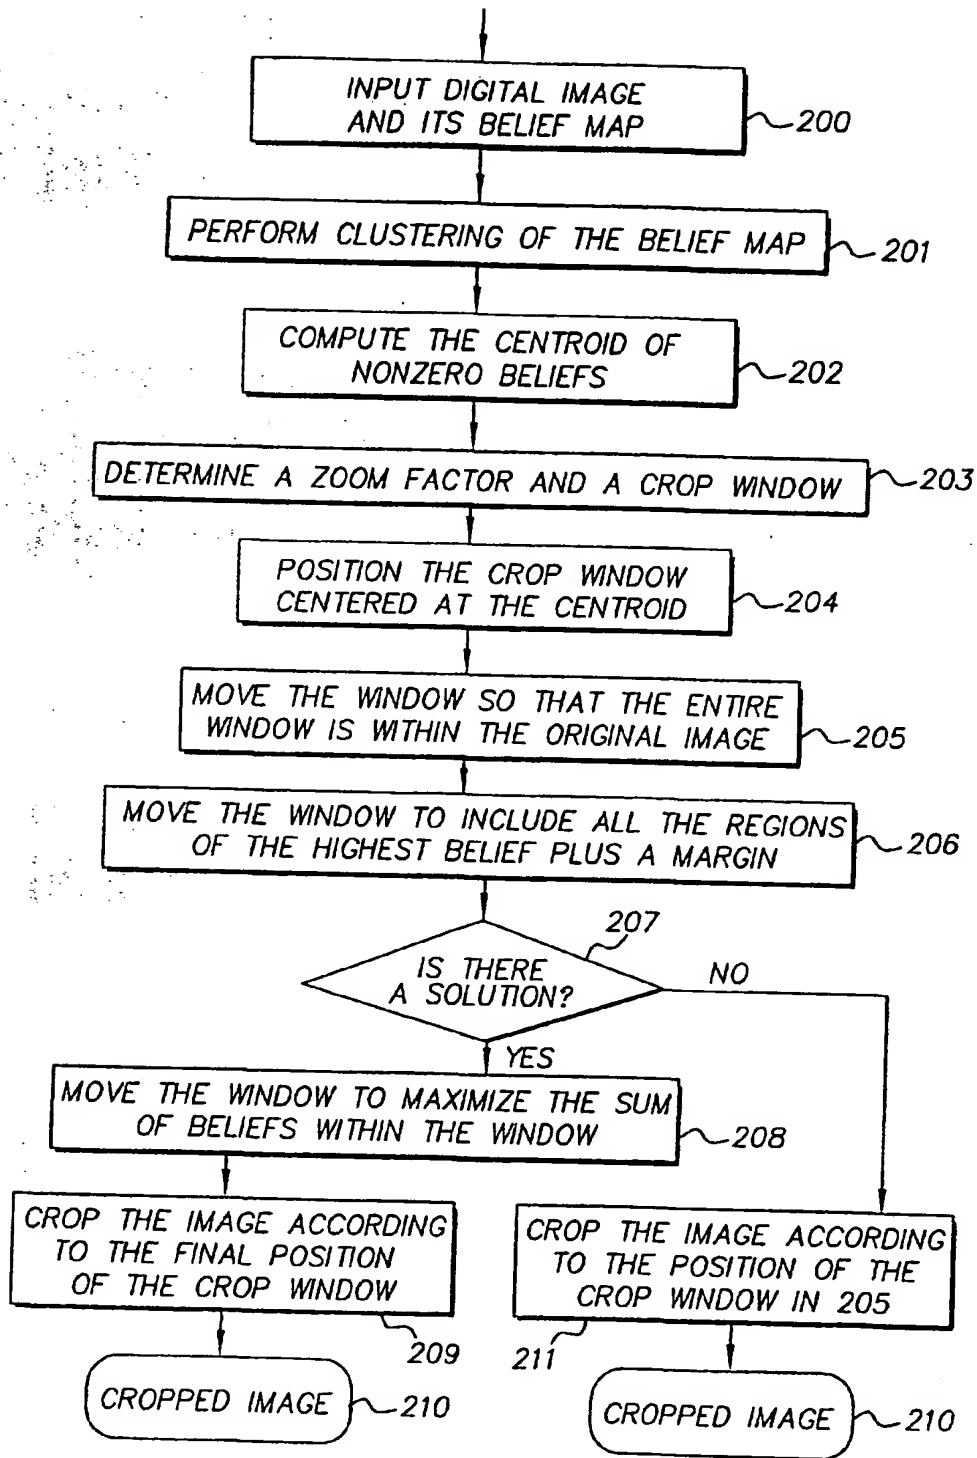 INPUT DIGITAL IMAGE
AND ITS BELIEF MAP
200
PERFORM CLUSTERING OF THE BELIEF MAP
201
COMPUTE THE CENTROID OF
NONZERO BELIEFS
202
DETERMINE A ZOOM FACTOR AND A CROP WINDOW
203
POSITION THE CROP WINDOW
CENTERED AT THE CENTROID
204
MOVE THE WINDOW SO THAT THE ENTIRE
WINDOW IS WITHIN THE ORIGINAL IMAGE
205
MOVE THE WINDOW TO INCLUDE ALL THE REGIONS
OF THE HIGHEST BELIEF PLUS A MARGIN
206
207
IS THERE
A SOLUTION?
NO
YES
MOVE THE WINDOW TO MAXIMIZE THE SUM
OF BELIEFS WITHIN THE WINDOW
208
CROP THE IMAGE ACCORDING
TO THE FINAL POSITION
OF THE CROP WINDOW
209
CROP THE IMAGE ACCORDING
TO THE POSITION OF THE
CROP WINDOW IN 205
211
CROPPED IMAGE
210
CROPPED IMAGE
210